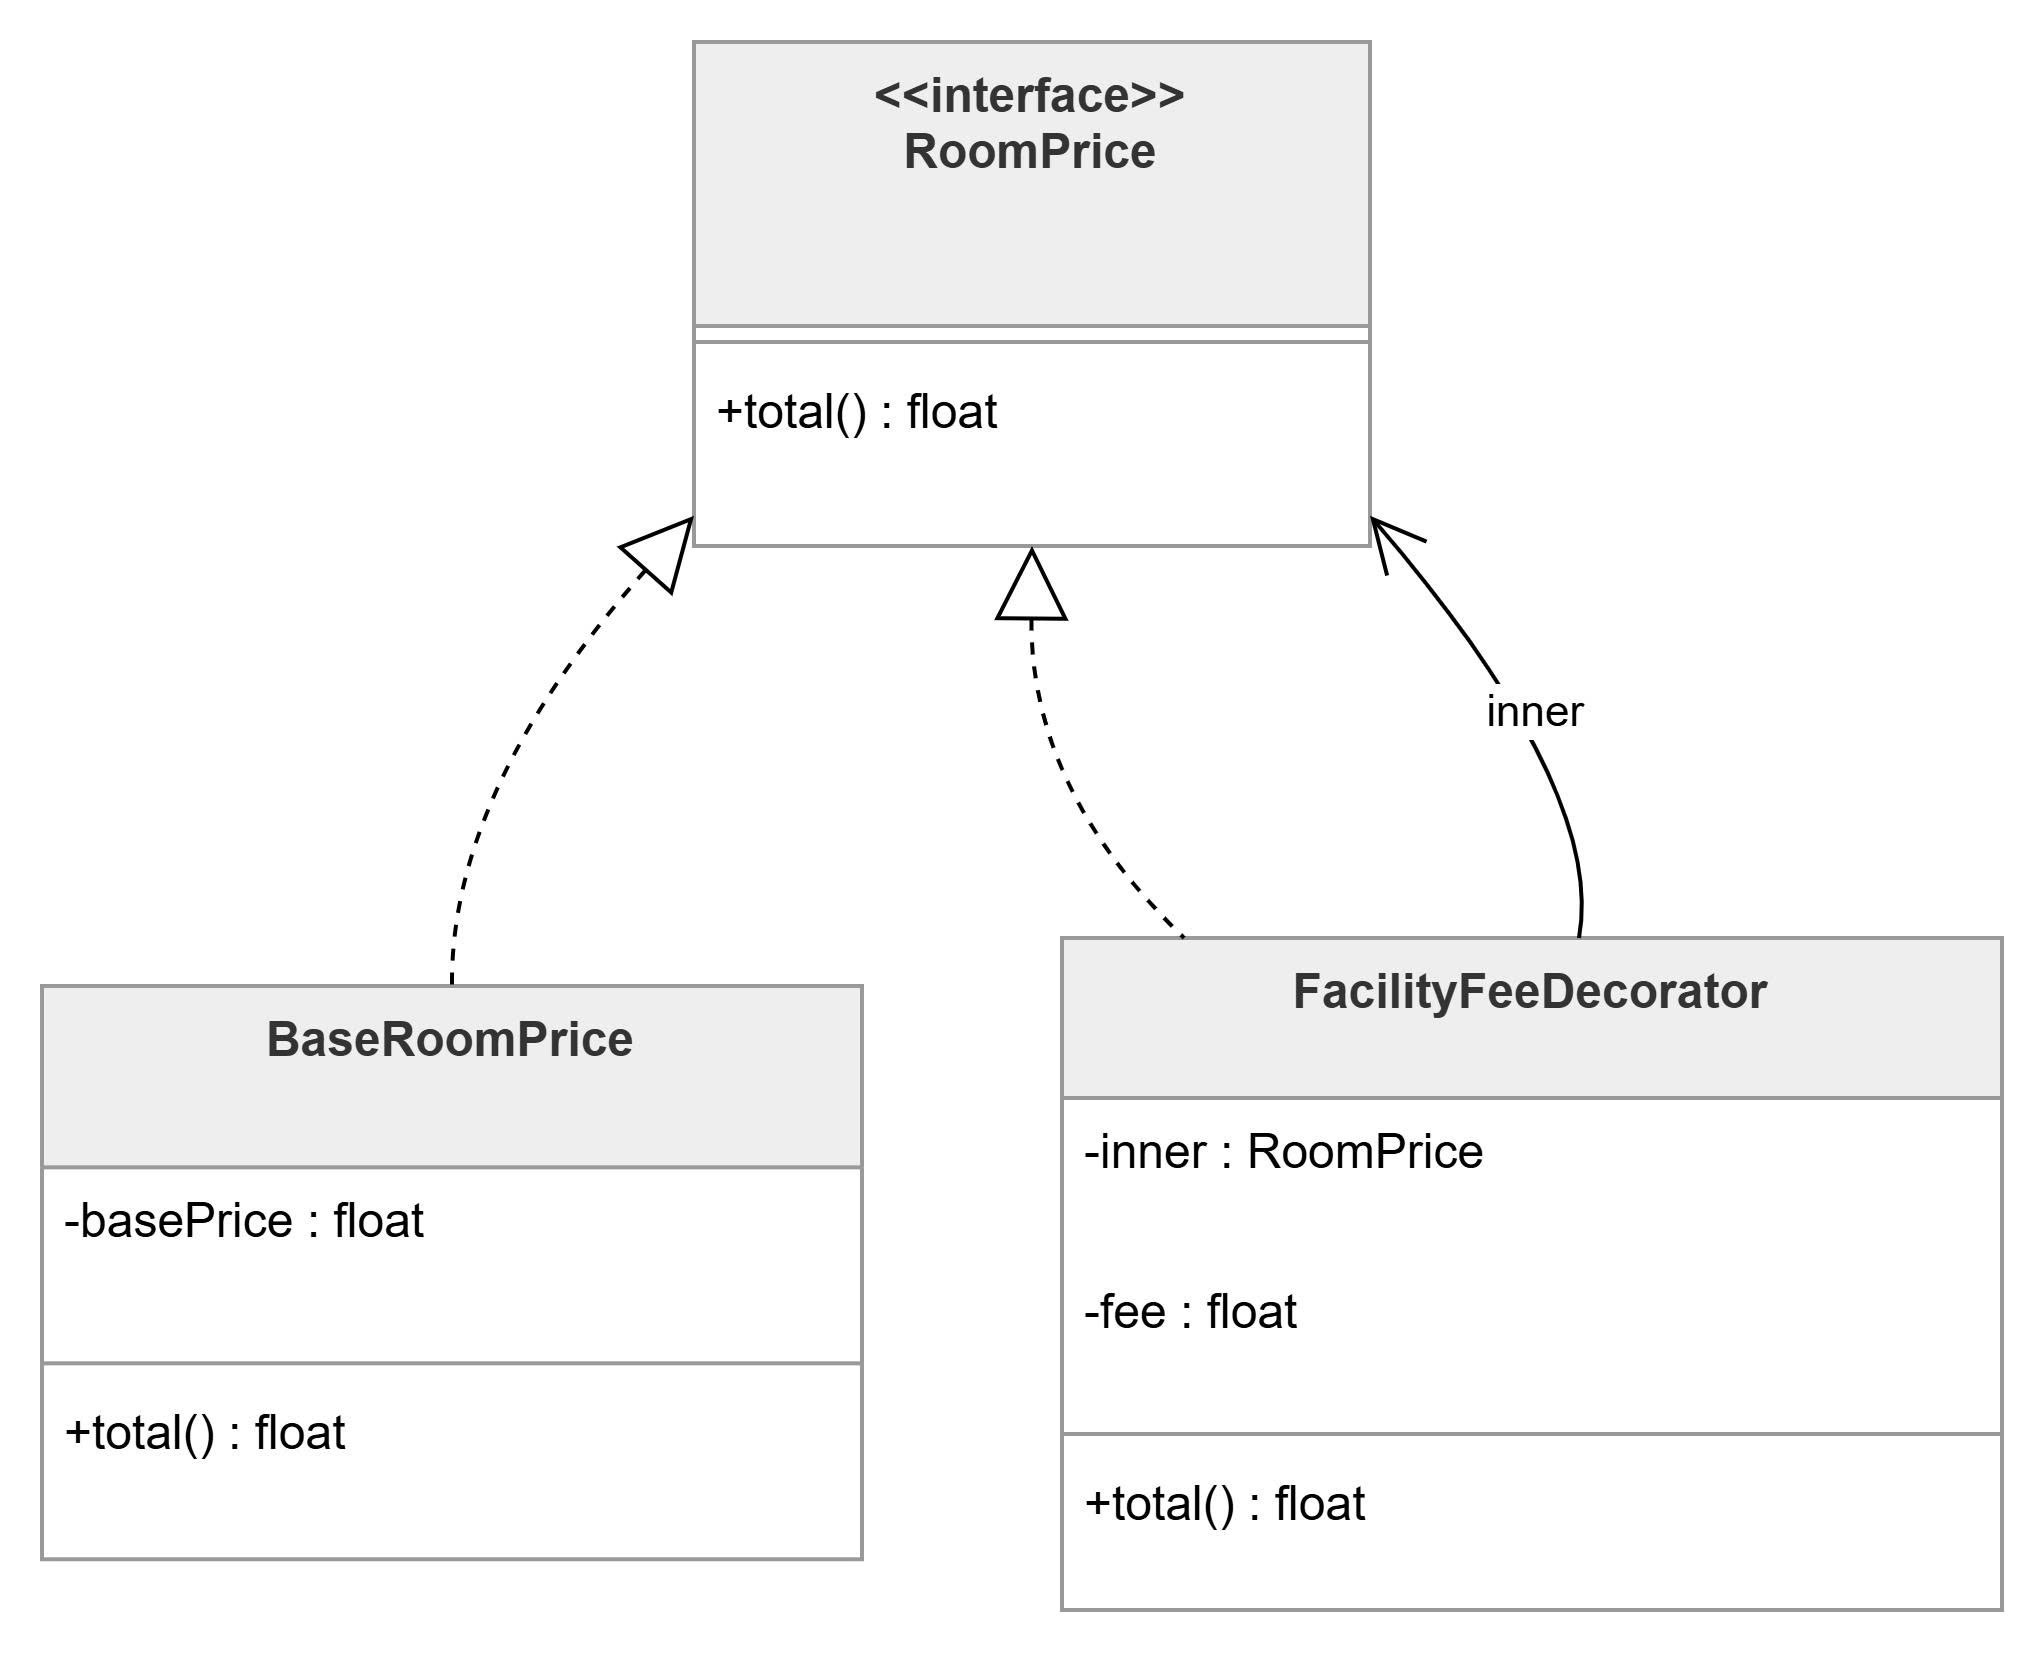 <<interface>>
RoomPrice
+total() : float
inner
BaseRoomPrice
-basePrice : float
+total() : float
FacilityFeeDecorator
-inner : RoomPrice
-fee : float
+total() : float